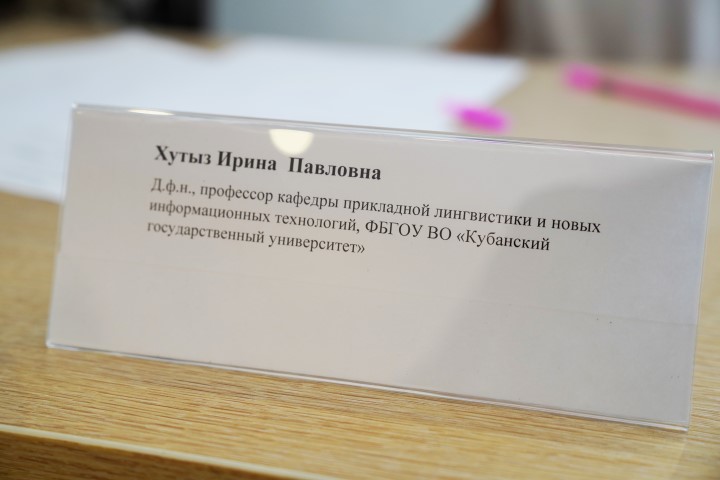 Хутыз Ирина Павловна
Д.ф.н., профессор кафедры прикладной лингвистики и новых
информационных технологий, ФБГОУ ВО «Кубанский
государственный университет»